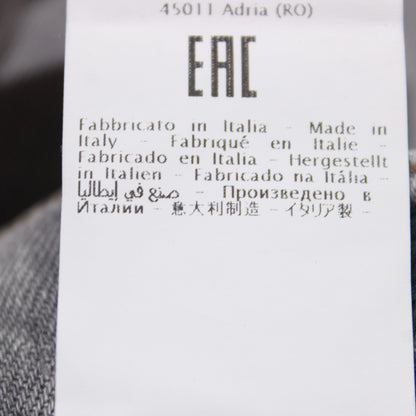 45011 Adria (RO)
EAC
Fabbricato in Italia - Made in
Italy - Fabriqué en Italie -
Fabricado en Italia - Hergestellt
in Italien - Fabricado na Itália -
صنع في إيطاليا - Произведено в
Италии - 意大利制造 - イタリア製 -